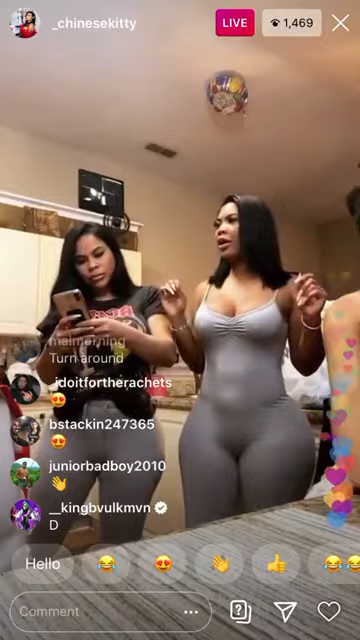 _chinesekitty
LIVE
1,469
Turn around
_idoitfortherachets
😍
bstackin247365
😍
juniorbadboy2010
👋
__kingbvulkmvn
D
Hello 😂 😍 👋 👍 😂😂
Comment